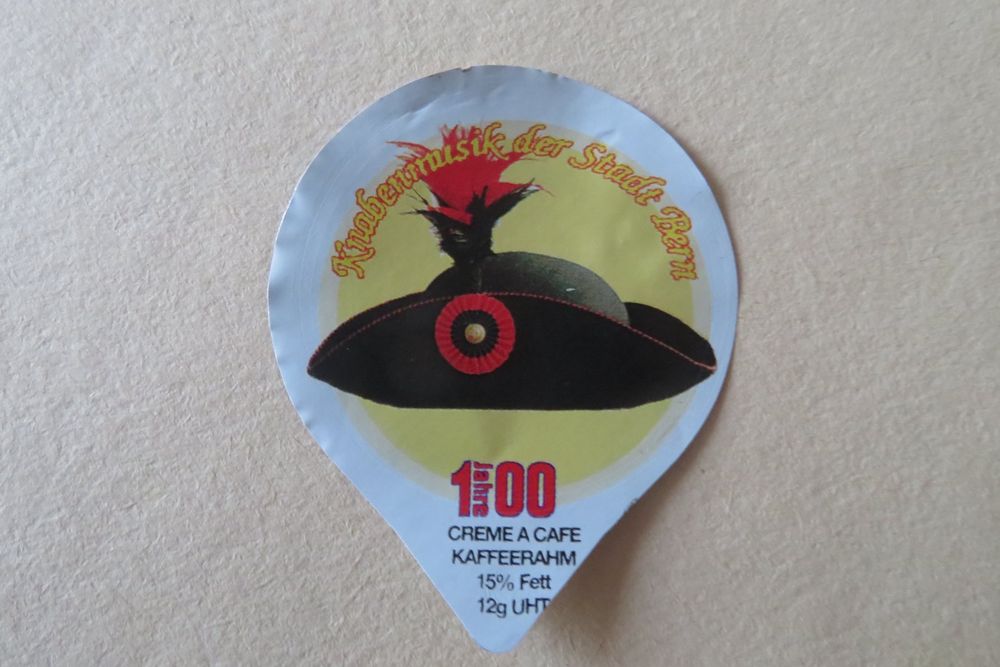 Knabenmusik der Stadt Bern
1 Jahre 00
CREME A CAFE
KAFFEERAHM
15% Fett
12g UHT